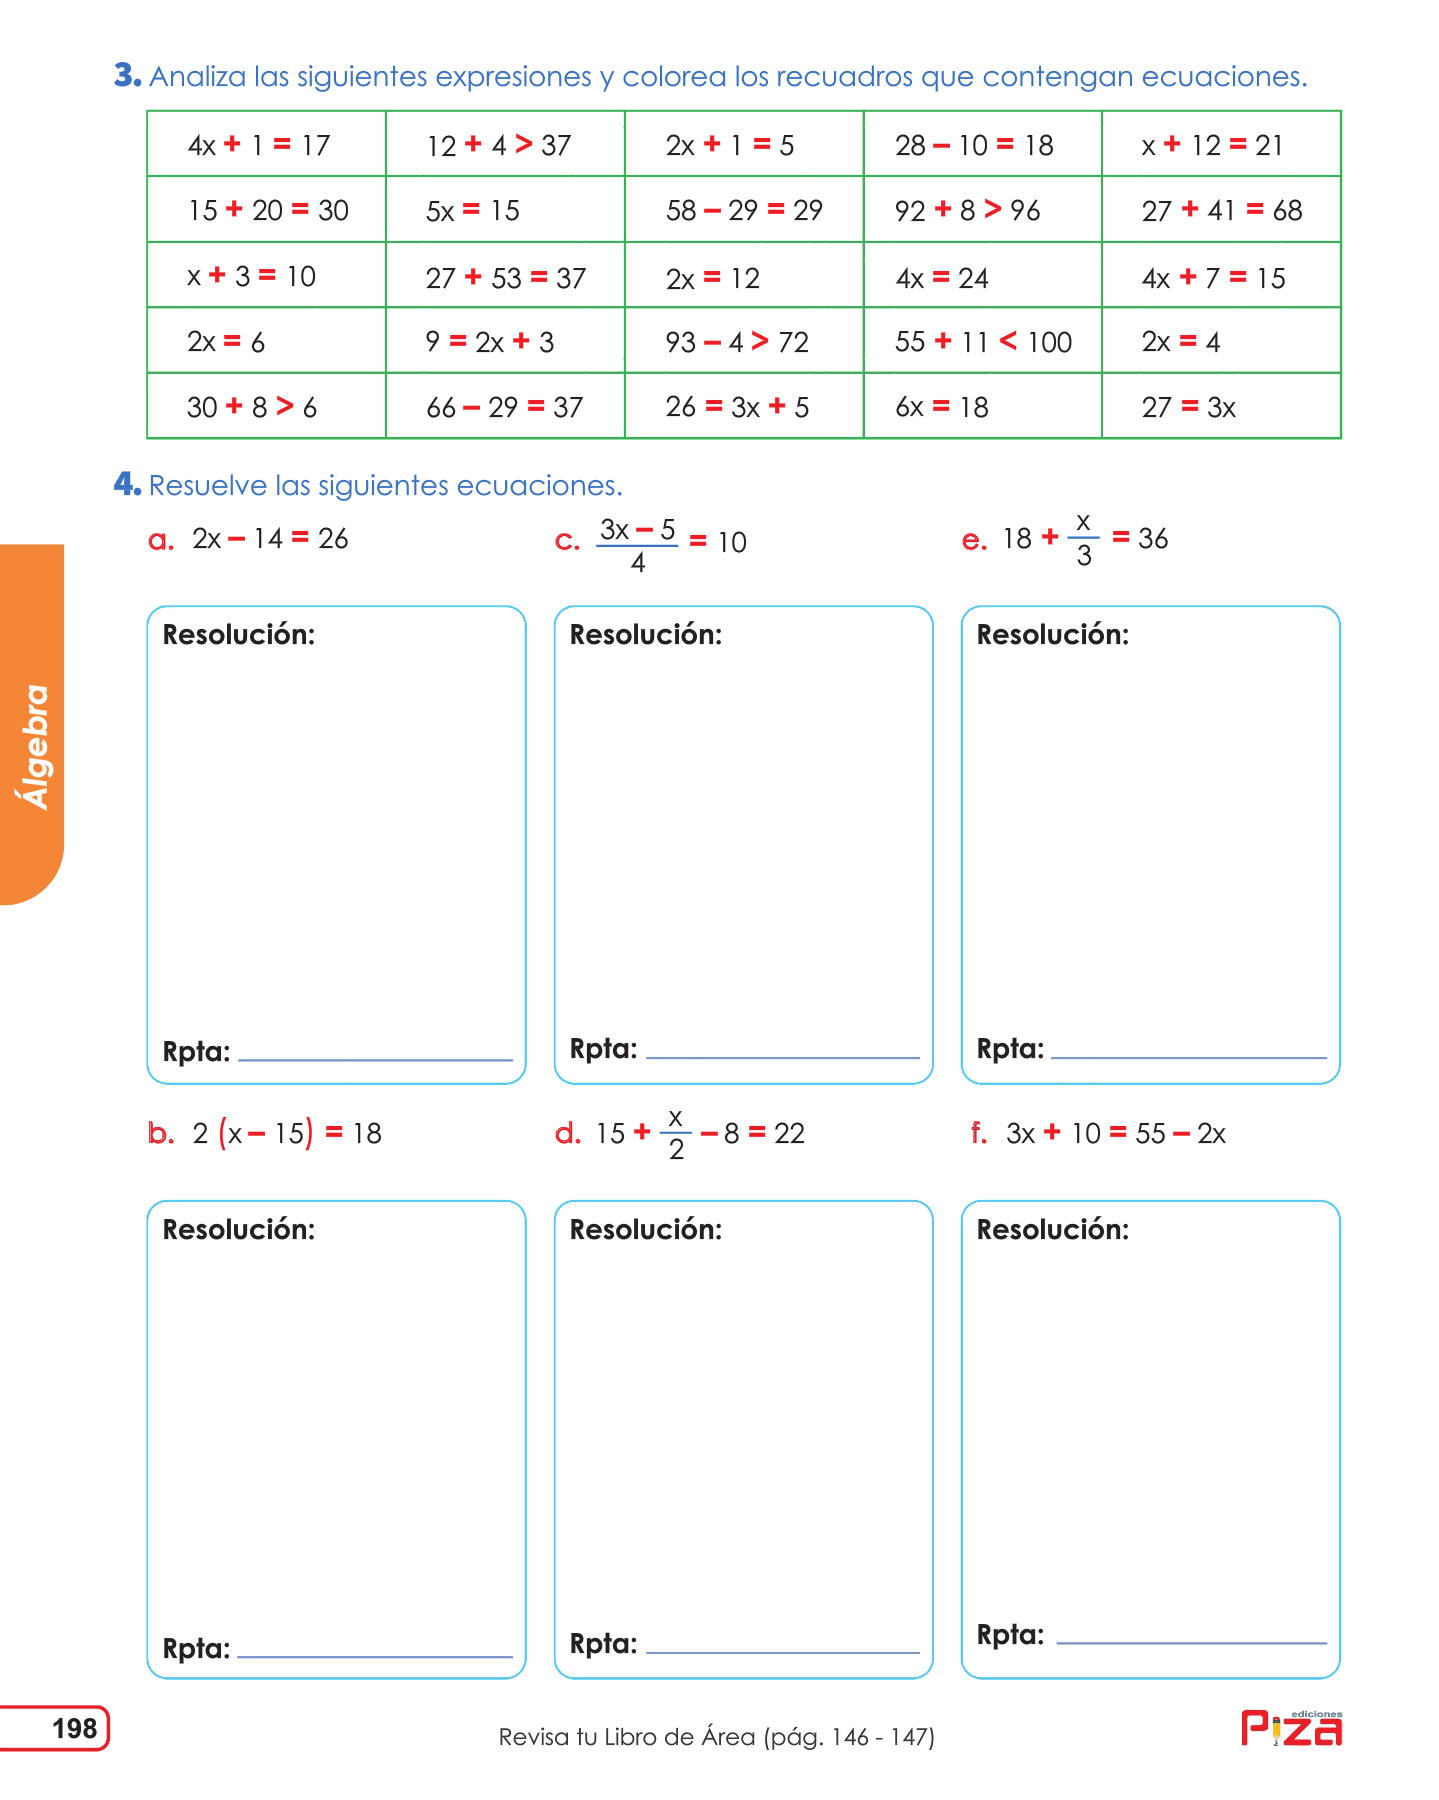 3. Analiza las siguientes expresiones y colorea los recuadros que contengan ecuaciones.
4x + 1 = 17 12 + 4 > 37 2x + 1 = 5 28 – 10 = 18 x + 12 = 21
15 + 20 = 30 5x = 15 58 – 29 = 29 92 + 8 > 96 27 + 41 = 68
x + 3 = 10 27 + 53 = 37 2x = 12 4x = 24 4x + 7 = 15
2x = 6 9 = 2x + 3 93 – 4 > 72 55 + 11 < 100 2x = 4
30 + 8 > 6 66 – 29 = 37 26 = 3x + 5 6x = 18 27 = 3x
4. Resuelve las siguientes ecuaciones.
a. 2x – 14 = 26 c. (3x – 5)/4 = 10 e. 18 + x/3 = 36
Resolución: Resolución: Resolución:
Rpta: Rpta: Rpta:
b. 2 (x – 15) = 18 d. 15 + x/2 – 8 = 22 f. 3x + 10 = 55 – 2x
Resolución: Resolución: Resolución:
Rpta: Rpta: Rpta:
Álgebra
198
Revisa tu Libro de Área (pág. 146 - 147)
ediciones
Piza